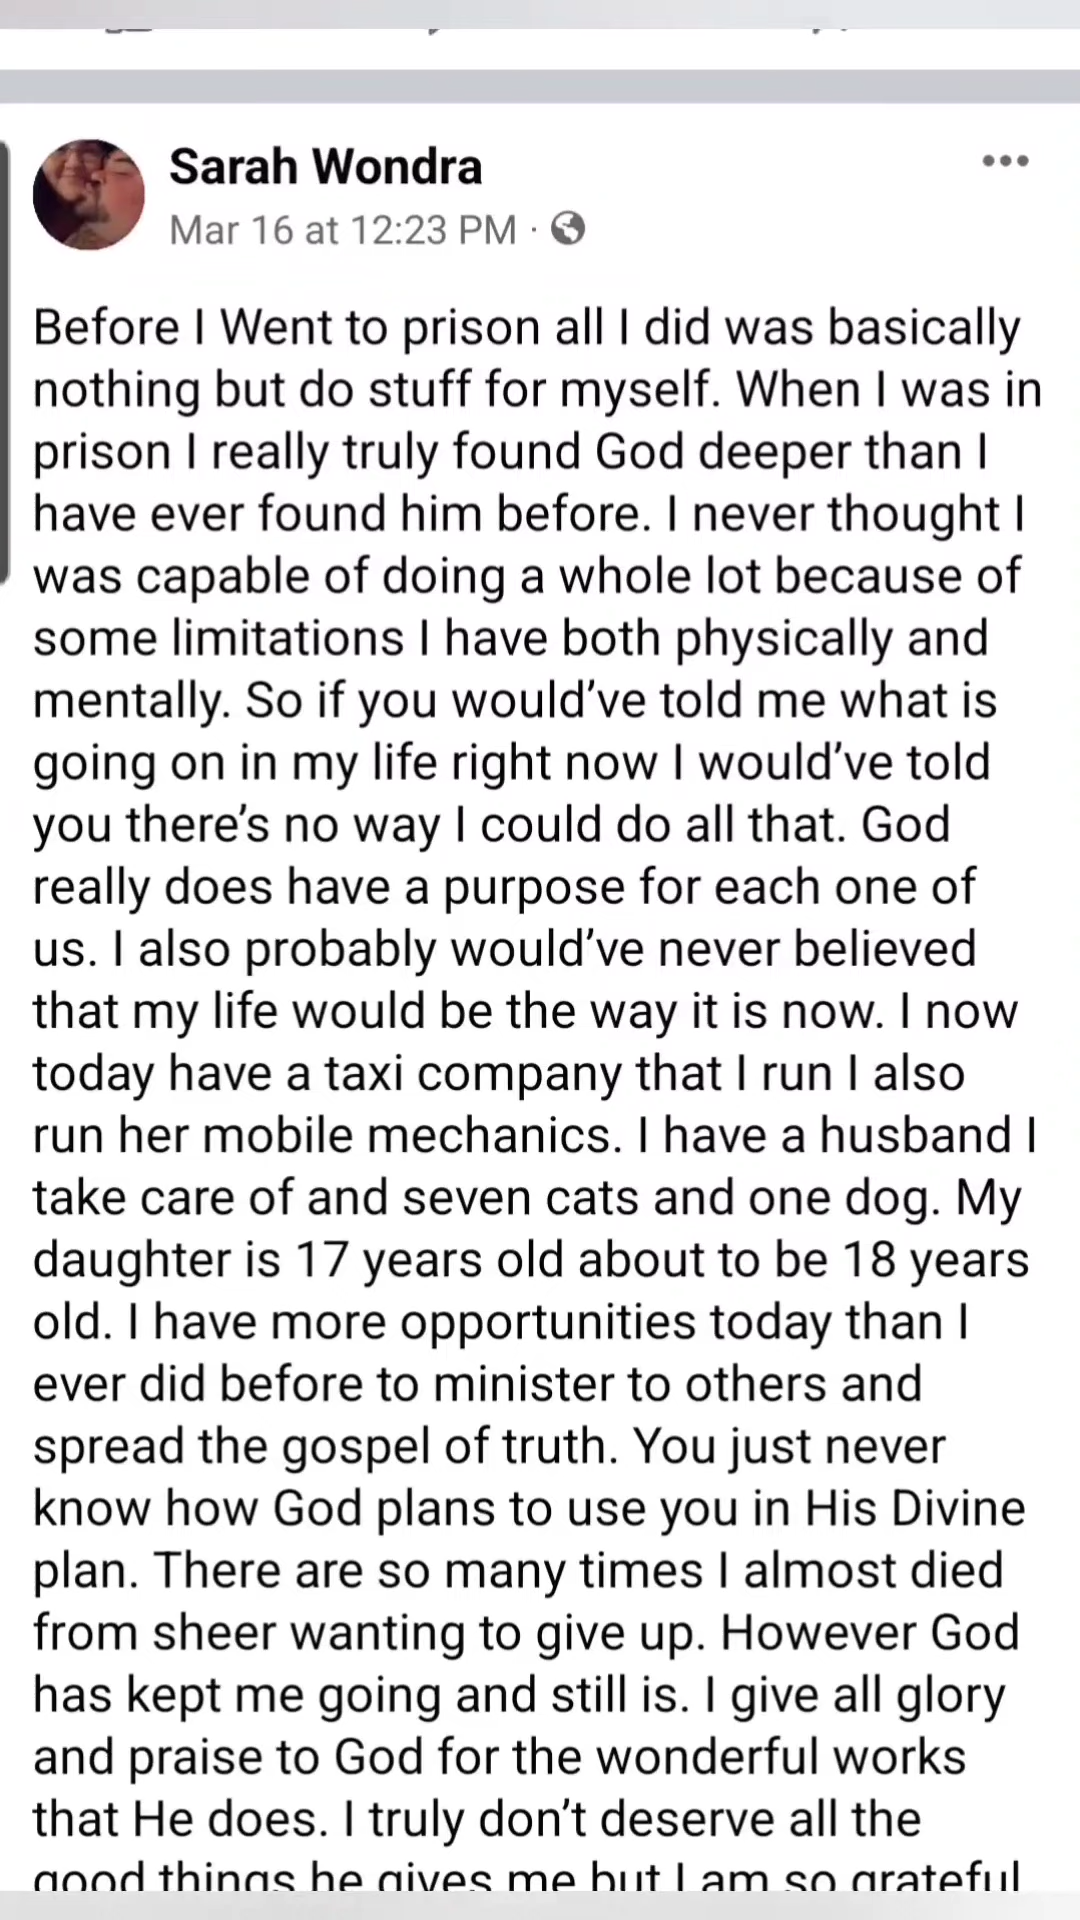 Sarah Wondra
Mar 16 at 12:23 PM ·
Before I Went to prison all I did was basically
nothing but do stuff for myself. When I was in
prison I really truly found God deeper than I
have ever found him before. I never thought I
was capable of doing a whole lot because of
some limitations I have both physically and
mentally. So if you would’ve told me what is
going on in my life right now I would’ve told
you there’s no way I could do all that. God
really does have a purpose for each one of
us. I also probably would’ve never believed
that my life would be the way it is now. I now
today have a taxi company that I run I also
run her mobile mechanics. I have a husband I
take care of and seven cats and one dog. My
daughter is 17 years old about to be 18 years
old. I have more opportunities today than I
ever did before to minister to others and
spread the gospel of truth. You just never
know how God plans to use you in His Divine
plan. There are so many times I almost died
from sheer wanting to give up. However God
has kept me going and still is. I give all glory
and praise to God for the wonderful works
that He does. I truly don’t deserve all the
good things he gives me but I am so grateful